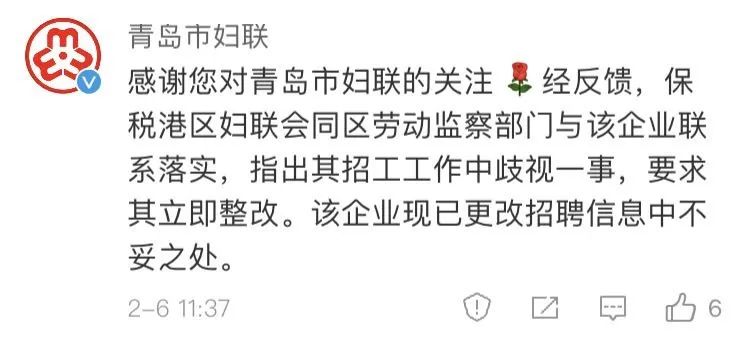 青岛市妇联
感谢您对青岛市妇联的关注🌹经反馈，保
税港区妇联会同区劳动监察部门与该企业联
系落实，指出其招工工作中歧视一事，要求
其立即整改。该企业现已更改招聘信息中不
妥之处。
2-6 11:37 6